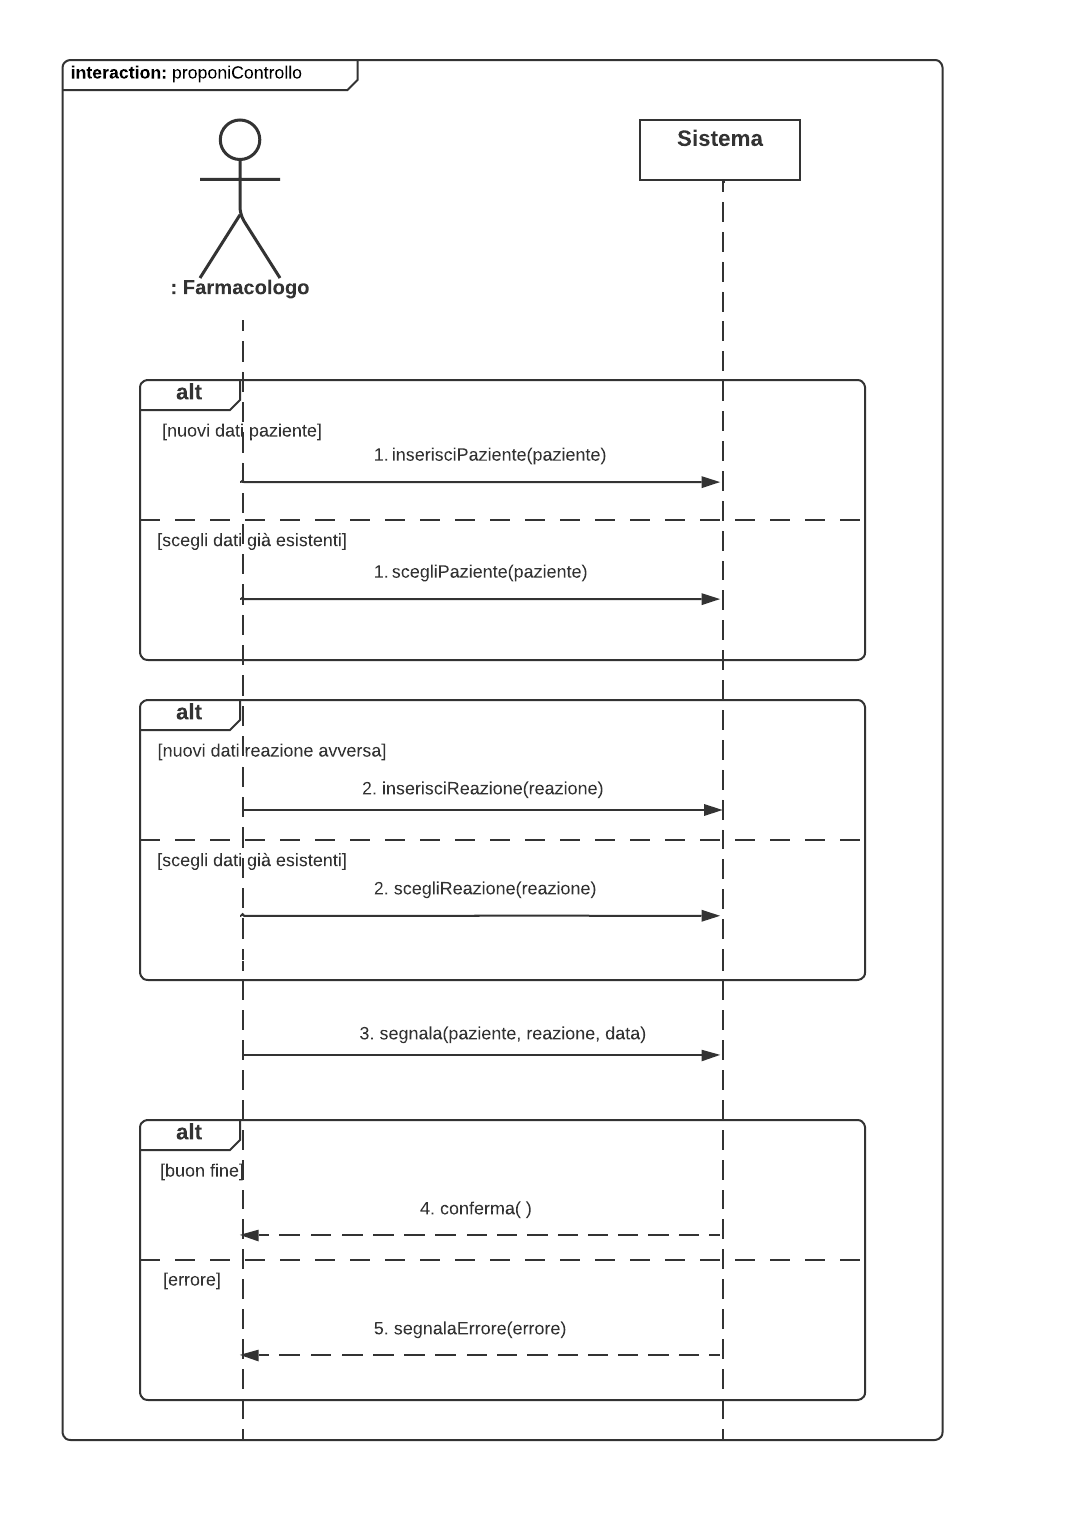 interaction: proponiControllo
Sistema
: Farmacologo
alt
[nuovi dati paziente]
1. inserisciPaziente(paziente)
[scegli dati già esistenti]
1. scegliPaziente(paziente)
alt
[nuovi dati reazione avversa]
2. inserisciReazione(reazione)
[scegli dati già esistenti]
2. scegliReazione(reazione)
3. segnala(paziente, reazione, data)
alt
[buon fine]
4. conferma( )
[errore]
5. segnalaErrore(errore)